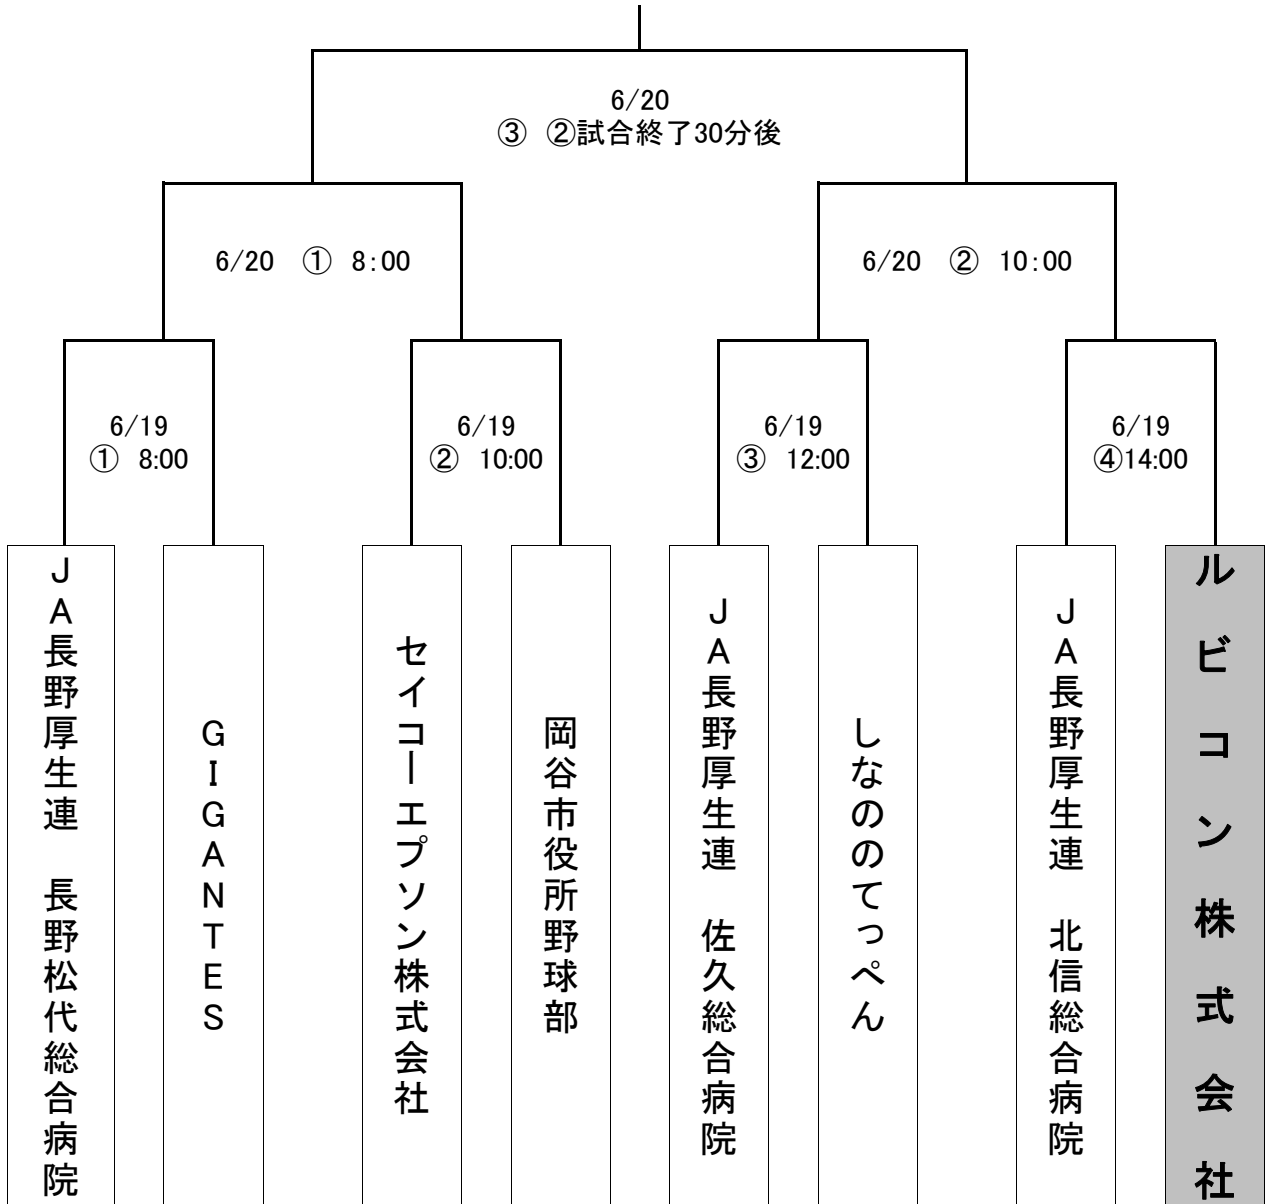 6/20
③ ②試合終了30分後
6/20 ① 8:00
6/20 ② 10:00
6/19
① 8:00
6/19
② 10:00
6/19
③ 12:00
6/19
④14:00
JA長野厚生連 長野松代総合病院
GIGANTES
セイコーエプソン株式会社
岡谷市役所野球部
JA長野厚生連 佐久総合病院
しなののてっぺん
JA長野厚生連 北信総合病院
ルビコン株式会社